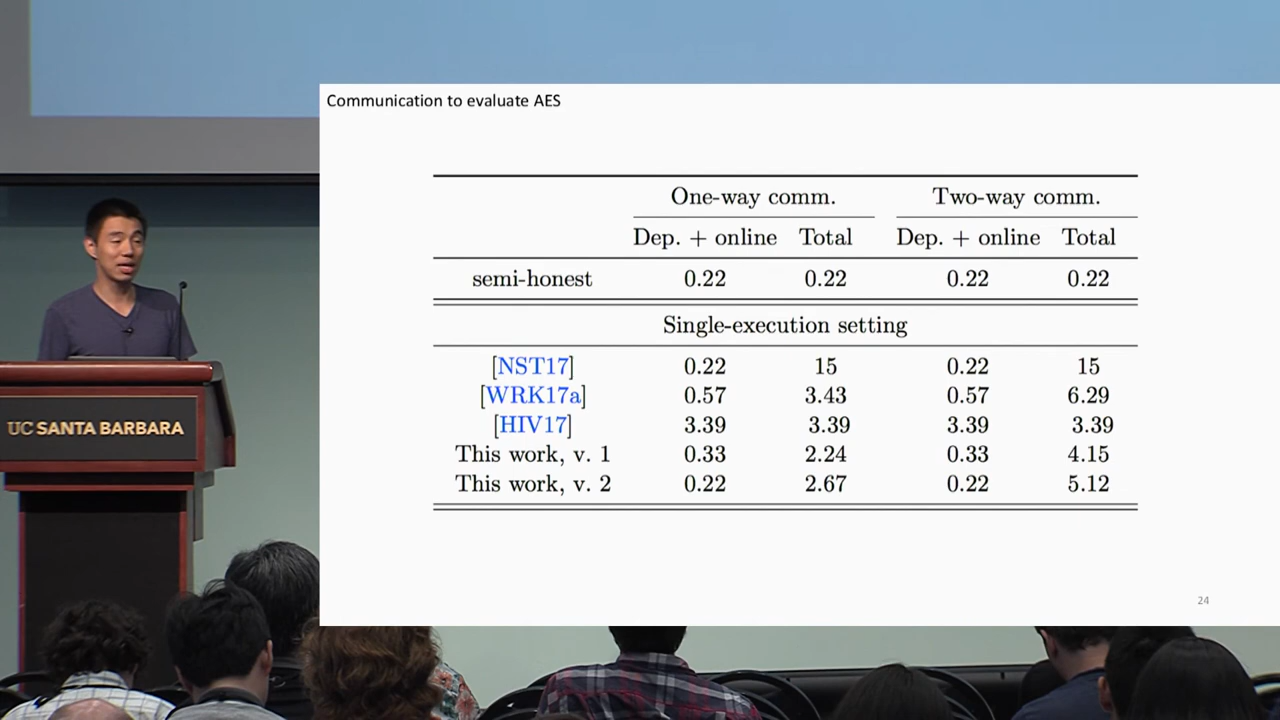 Communication to evaluate AES
One-way comm. Two-way comm.
Dep. + online Total Dep. + online Total
semi-honest 0.22 0.22 0.22 0.22
Single-execution setting
[NST17] 0.22 15 0.22 15
[WRK17a] 0.57 3.43 0.57 6.29
[HIV17] 3.39 3.39 3.39 3.39
This work, v. 1 0.33 2.24 0.33 4.15
This work, v. 2 0.22 2.67 0.22 5.12
24
UC SANTA BARBARA